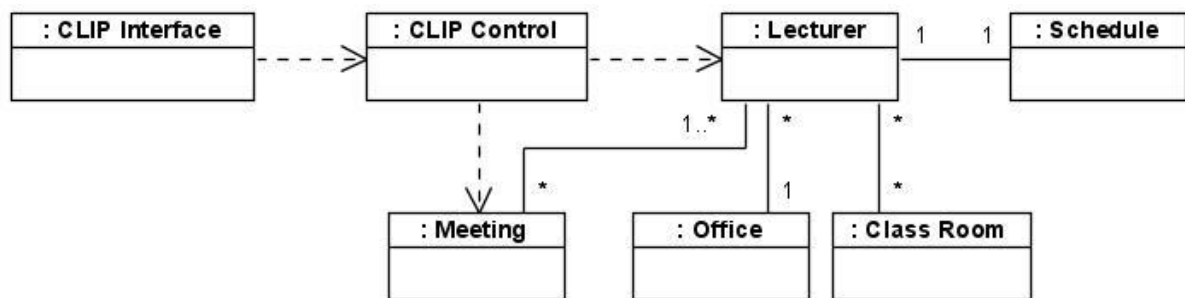 : CLIP Interface
: CLIP Control
: Lecturer
: Schedule
1
1
1..*
*
*
*
1
*
: Meeting
: Office
: Class Room